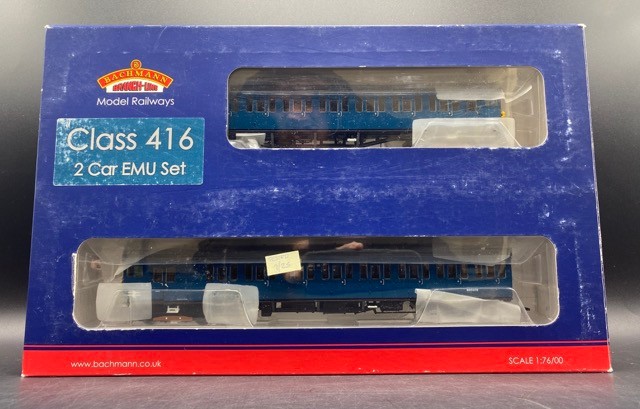 BACHMANN
BRANCH-LINE
Model Railways
Class 416
2 Car EMU Set
www.bachmann.co.uk
SCALE 1:76/00